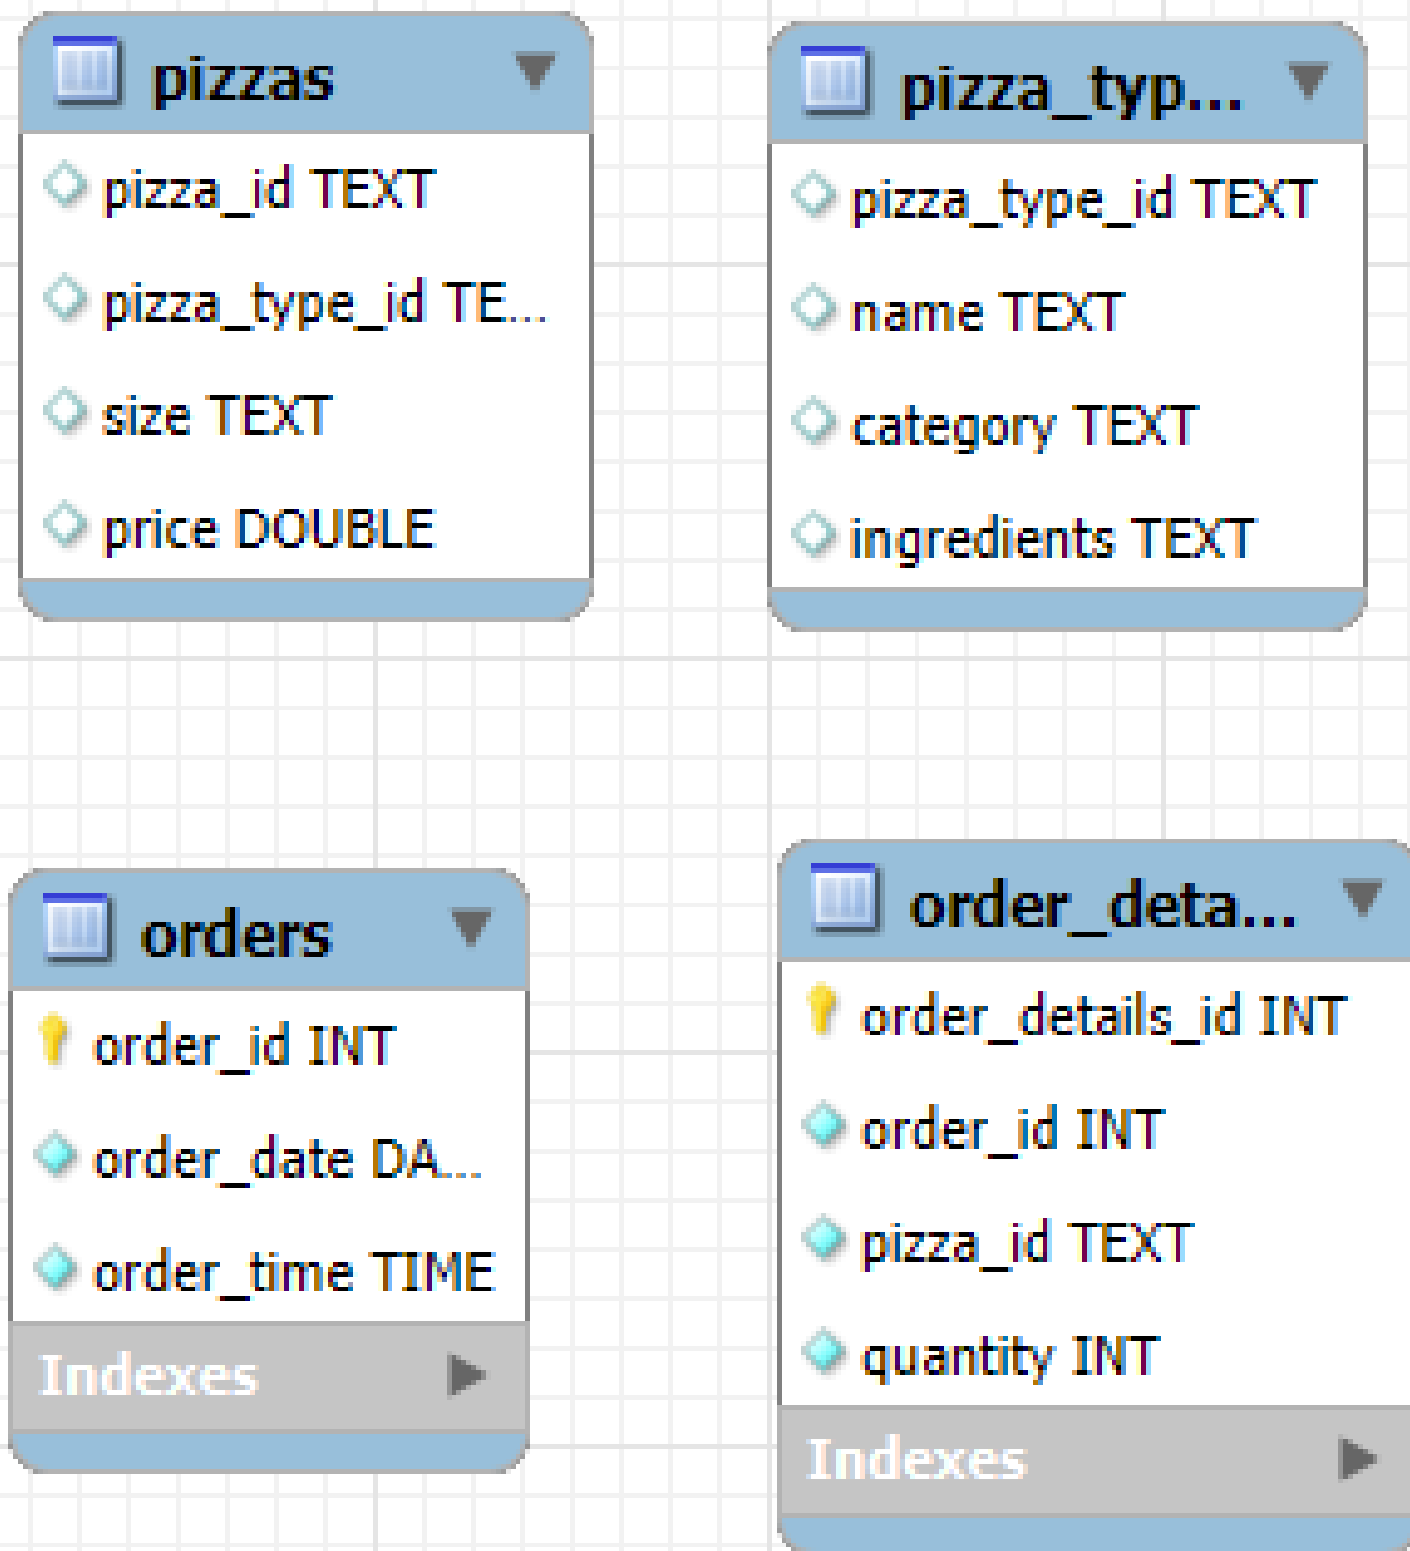 pizzas
pizza_id TEXT
pizza_type_id TE...
size TEXT
price DOUBLE
pizza_typ...
pizza_type_id TEXT
name TEXT
category TEXT
ingredients TEXT
orders
order_id INT
order_date DA...
order_time TIME
Indexes
order_deta...
order_details_id INT
order_id INT
pizza_id TEXT
quantity INT
Indexes